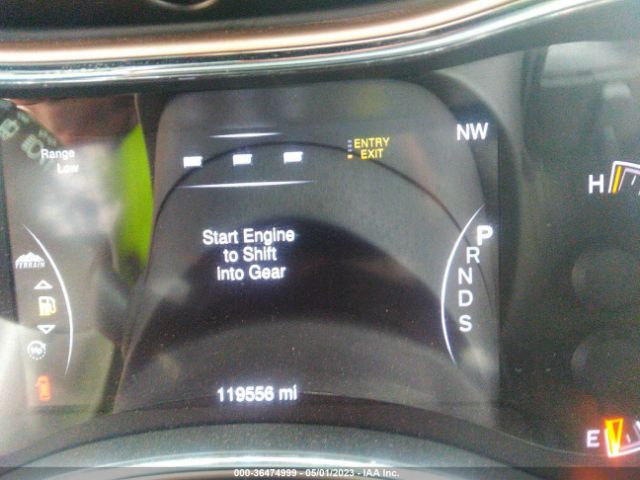 NW
ENTRY
EXIT
Range
Low
H
Start Engine
to Shift
into Gear
P
R
N
D
S
TERRAIN
119556 mi
E
000-36474999 - 05/01/2023 - IAA Inc.